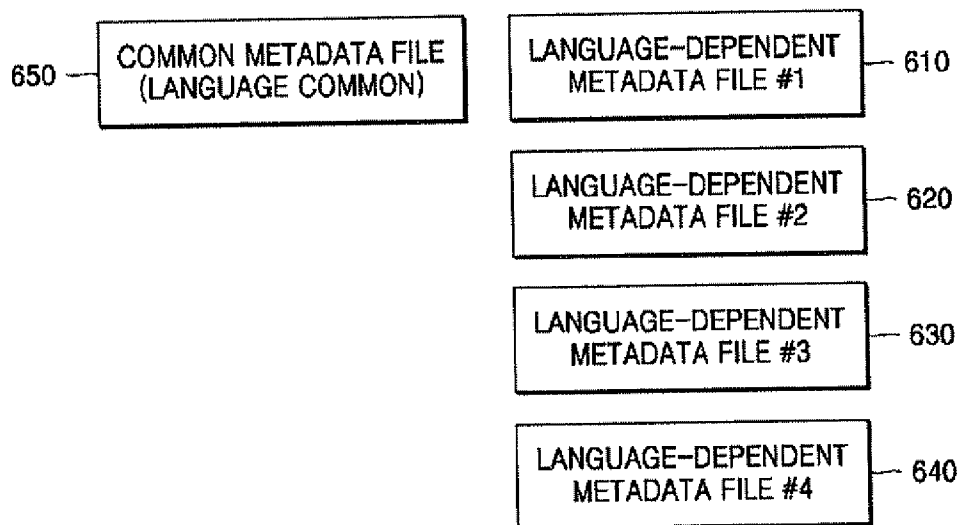 650
COMMON METADATA FILE
(LANGUAGE COMMON)
LANGUAGE-DEPENDENT
METADATA FILE #1
610
LANGUAGE-DEPENDENT
METADATA FILE #2
620
LANGUAGE-DEPENDENT
METADATA FILE #3
630
LANGUAGE-DEPENDENT
METADATA FILE #4
640